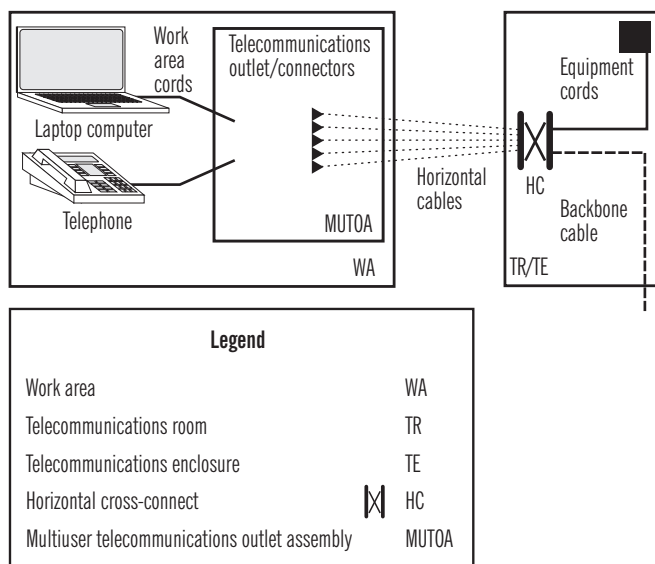 Work
area
cords
Telecommunications
outlet/connectors
Laptop computer
Telephone
MUTOA
WA
Horizontal
cables
Equipment
cords
HC
Backbone
cable
TR/TE
Legend
Work area WA
Telecommunications room TR
Telecommunications enclosure TE
Horizontal cross-connect HC
Multiuser telecommunications outlet assembly MUTOA